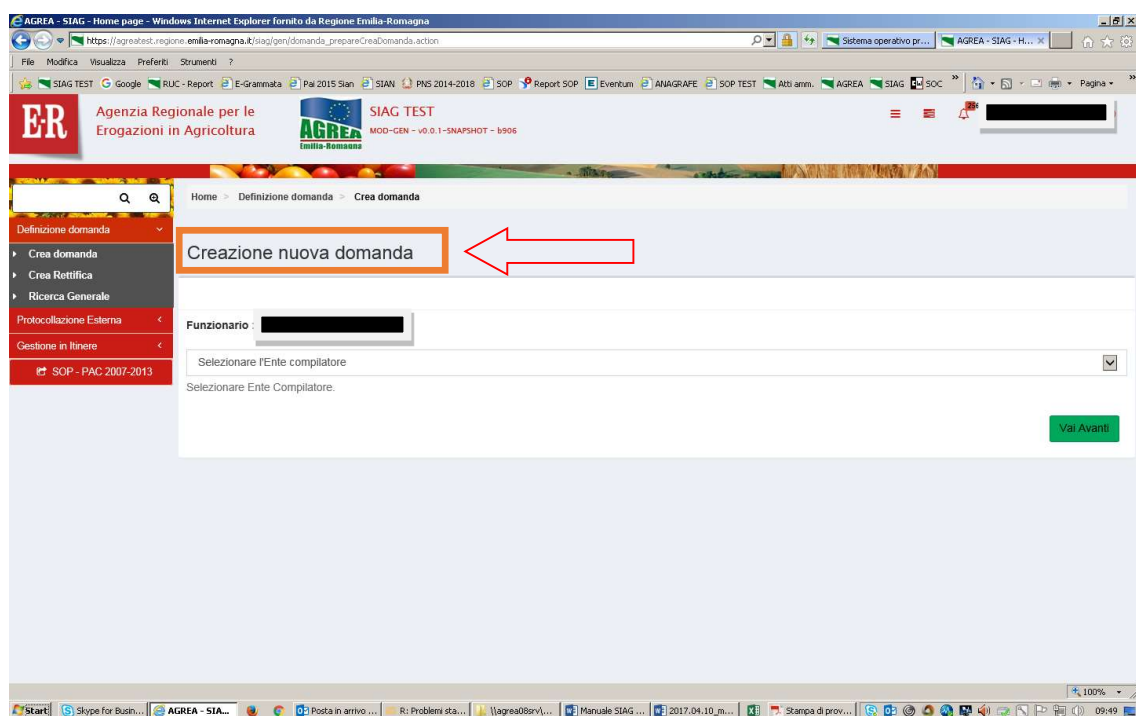 AGREA - SIAG - Home page - Windows Internet Explorer fornito da Regione Emilia-Romagna
https://agreatest.regione.emilia-romagna.it/siag/gen/domanda_prepareCreaDomanda.action
Sistema operativo pr...
AGREA - SIAG - H...
File Modifica Visualizza Preferiti Strumenti ?
SIAG TEST Google RUC - Report E-Grammata Pai 2015 Sian SIAN PNS 2014-2018 SOP Report SOP Eventum ANAGRAFE SOP TEST Atti amm. AGREA SIAG SOC » Pagina » 
E·R
Agenzia Regionale per le
Erogazioni in Agricoltura
AGREA
Emilia-Romagna
SIAG TEST
MOD-GEN - v0.0.1-SNAPSHOT - b906
Home > Definizione domanda > Crea domanda
Definizione domanda
Crea domanda
Crea Rettifica
Ricerca Generale
Protocollazione Esterna
Gestione in Itinere
SOP - PAC 2007-2013
Creazione nuova domanda
Funzionario :
Selezionare l'Ente compilatore
Selezionare Ente Compilatore.
Vai Avanti
100%
Start Skype for Busin... AGREA - SIA... Posta in arrivo ... R: Problemi sta... \\agrea08srv\... Manuale SIAG ... 2017.04.10_m... Stampa di prov... 09:49